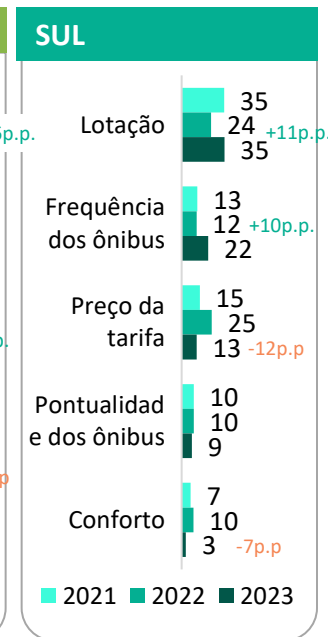 SUL
p.p.
Lotação
35
24 +11p.p.
35
Frequência
dos ônibus
13
12 +10p.p.
22
Preço da
tarifa
15
25
13 -12p.p
Pontualidad
e dos ônibus
10
10
9
Conforto
7
10
3 -7p.p
2021 2022 2023